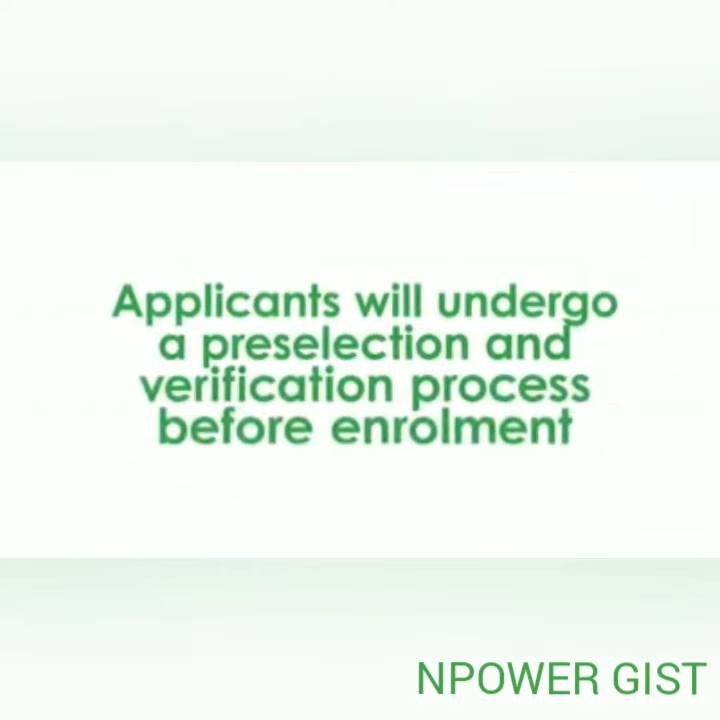 Applicants will undergo
a preselection and
verification process
before enrolment
NPOWER GIST